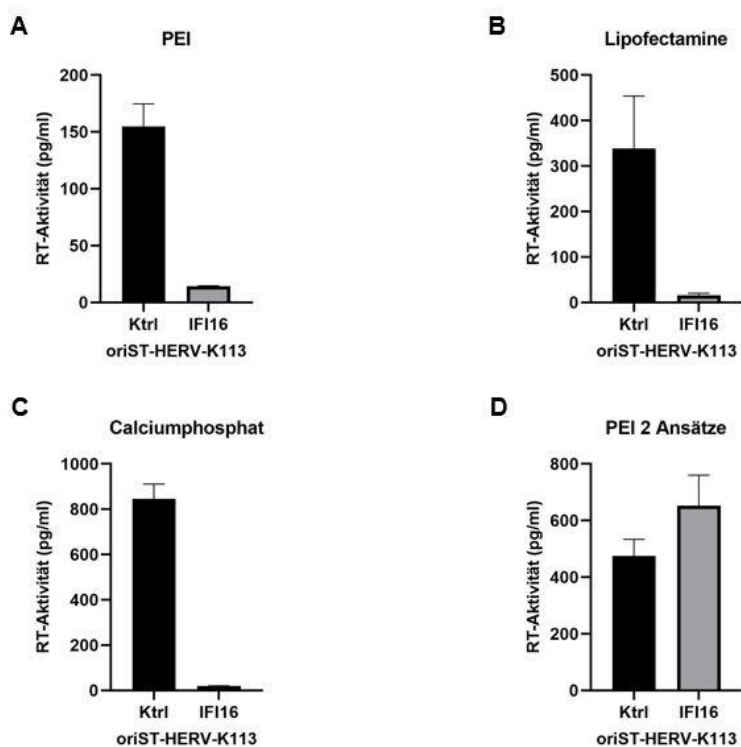 A
PEI
RT-Aktivität (pg/ml)
200
150
100
50
0
Ktrl IFI16
oriST-HERV-K113
B
Lipofectamine
RT-Aktivität (pg/ml)
500
400
300
200
100
0
Ktrl IFI16
oriST-HERV-K113
C
Calciumphosphat
RT-Aktivität (pg/ml)
1000
800
600
400
200
0
Ktrl IFI16
oriST-HERV-K113
D
PEI 2 Ansätze
RT-Aktivität (pg/ml)
800
600
400
200
0
Ktrl IFI16
oriST-HERV-K113